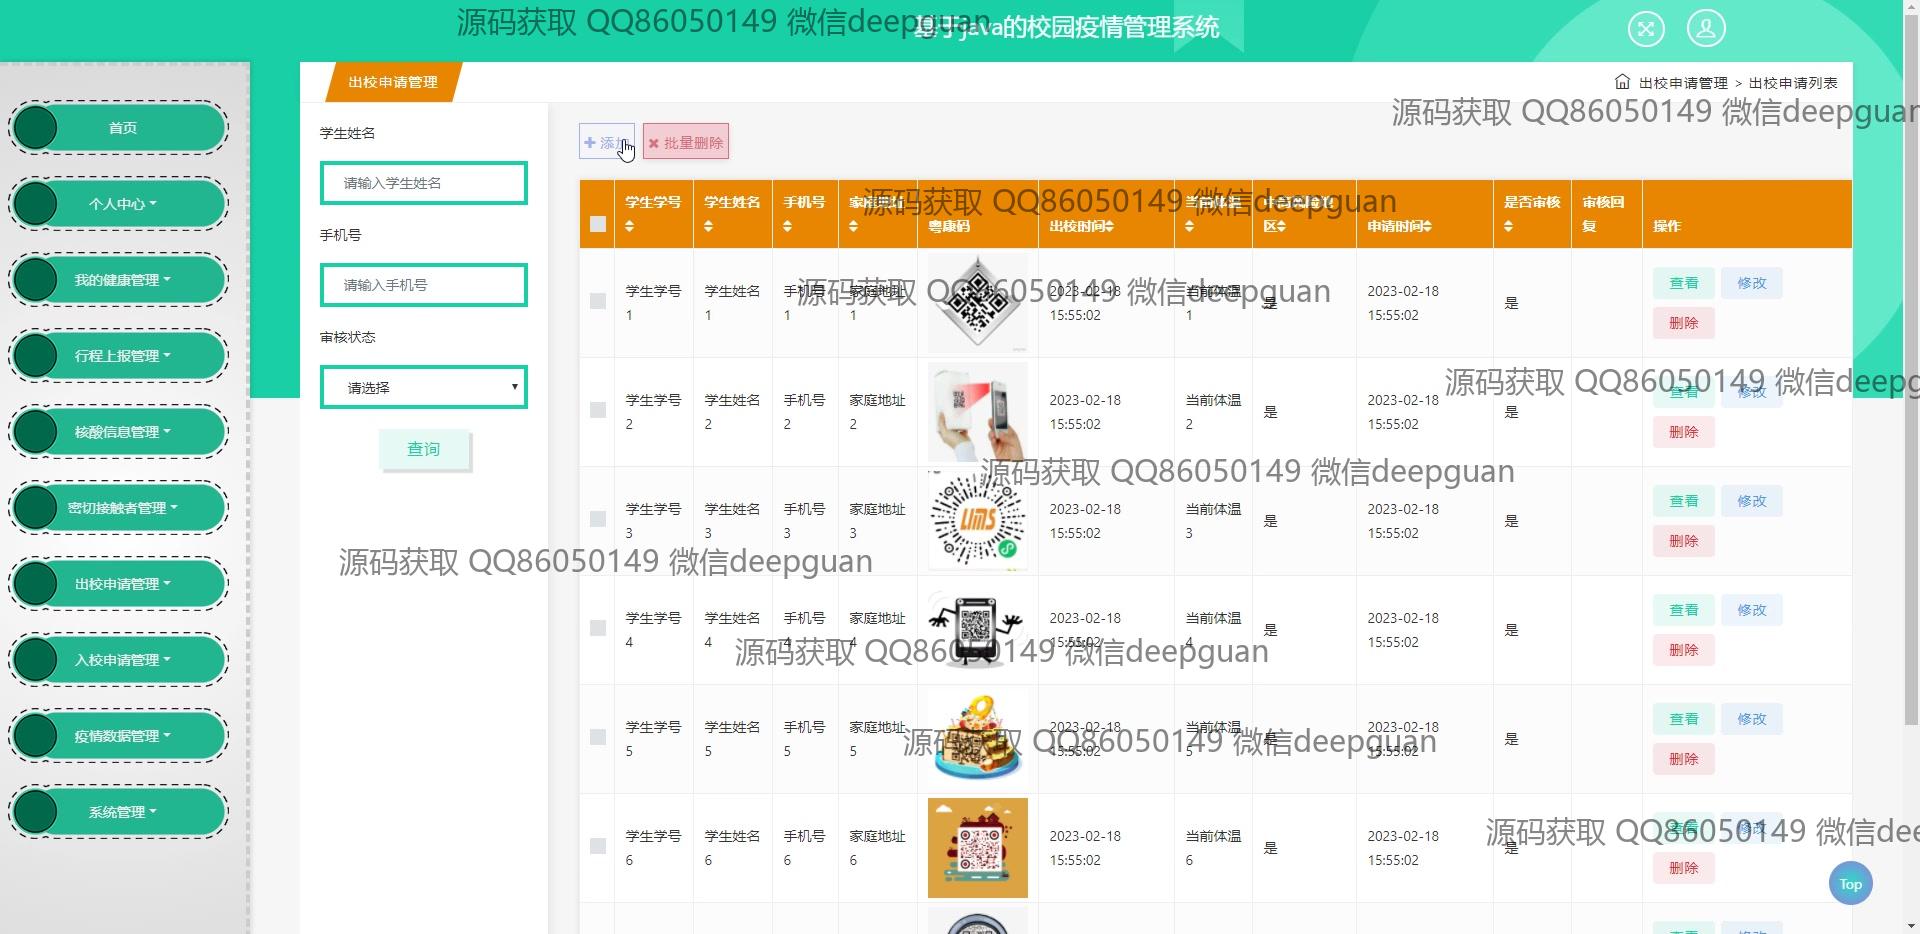 源码获取 QQ86050149 微信deepguan
基于java的校园疫情管理系统
出校申请管理
出校申请管理 > 出校申请列表
源码获取 QQ86050149 微信deepguan
首页
个人中心
我的健康管理
行程上报管理
核酸信息管理
密切接触者管理
出校申请管理
入校申请管理
疫情数据管理
系统管理
学生姓名
请输入学生姓名
手机号
请输入手机号
审核状态
请选择
查询
添加
批量删除
学生学号 学生姓名 手机号 家庭地址 粤康码 出校时间 当前体温 申请时间 是否审核 审核回复 操作
源码获取 QQ86050149 微信deepguan
学生学号1 学生姓名1 手机号1 家庭地址1 2023-02-18 15:55:02 当前体温1 是 2023-02-18 15:55:02 是 查看 修改 删除
源码获取 QQ86050149 微信deepguan
学生学号2 学生姓名2 手机号2 家庭地址2 2023-02-18 15:55:02 当前体温2 是 2023-02-18 15:55:02 是 查看 修改 删除
源码获取 QQ86050149 微信deepg
源码获取 QQ86050149 微信deepguan
学生学号3 学生姓名3 手机号3 家庭地址3 LIMS 2023-02-18 15:55:02 当前体温3 是 2023-02-18 15:55:02 是 查看 修改 删除
源码获取 QQ86050149 微信deepguan
学生学号4 学生姓名4 手机号4 家庭地址4 2023-02-18 15:55:02 当前体温4 是 2023-02-18 15:55:02 是 查看 修改 删除
源码获取 QQ86050149 微信deepguan
学生学号5 学生姓名5 手机号5 家庭地址5 2023-02-18 15:55:02 当前体温5 是 2023-02-18 15:55:02 是 查看 修改 删除
源码获取 QQ86050149 微信deepguan
学生学号6 学生姓名6 手机号6 家庭地址6 2023-02-18 15:55:02 当前体温6 是 2023-02-18 15:55:02 是 查看 修改 删除
源码获取 QQ86050149 微信dee
Top